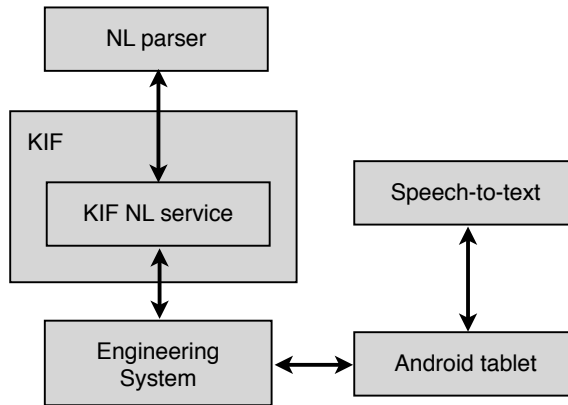 NL parser
KIF
KIF NL service
Speech-to-text
Engineering
System
Android tablet